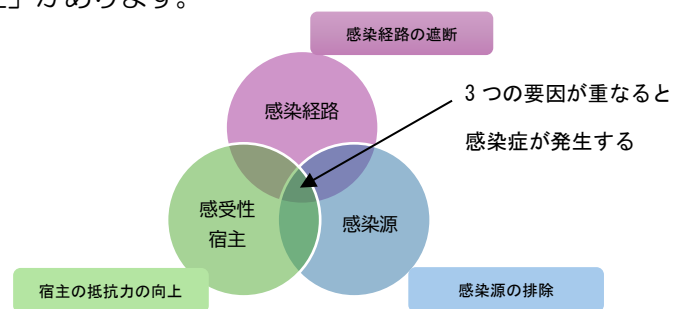 」があります。
感染経路の遮断
3 つの要因が重なると
感染症が発生する
感染経路
感受性
宿主
感染源
宿主の抵抗力の向上
感染源の排除